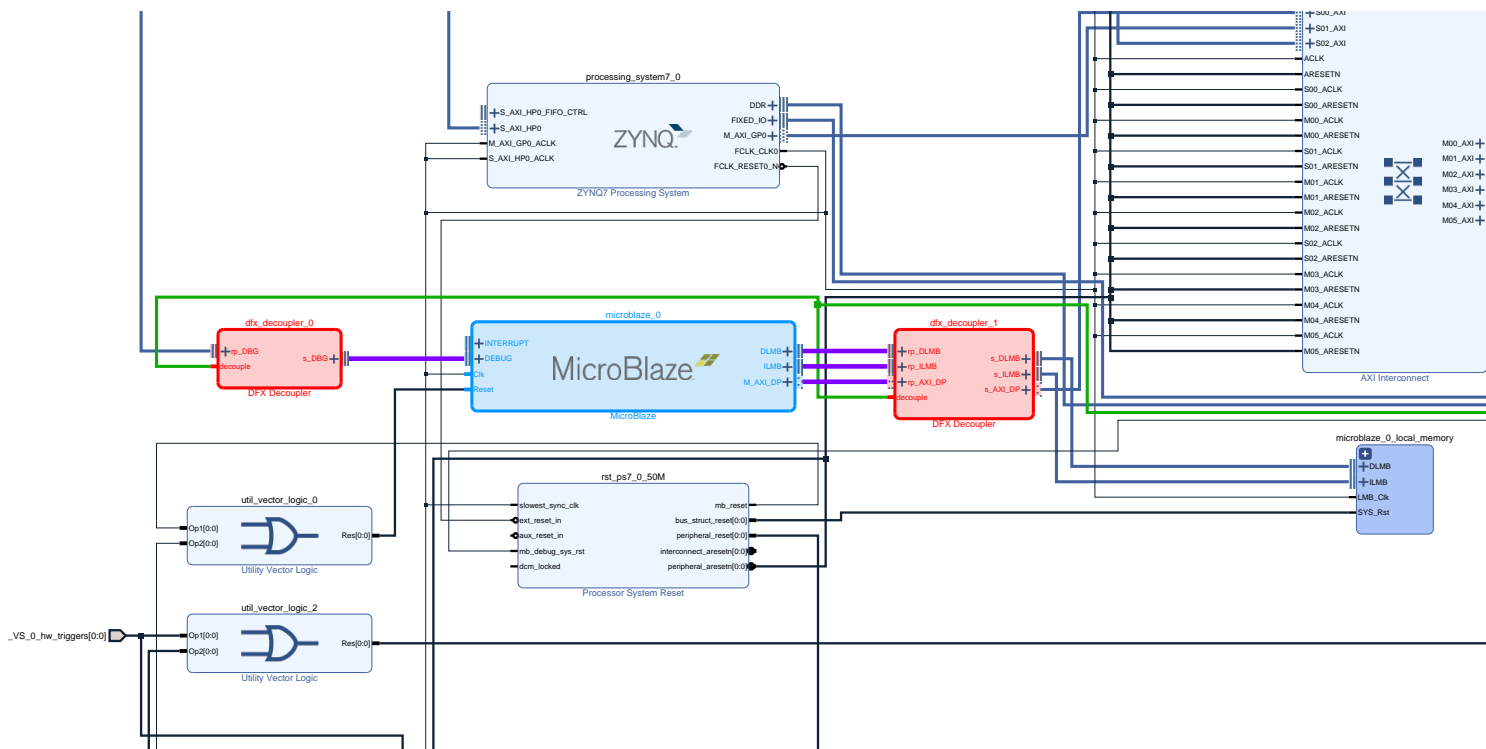 processing_system7_0
S_AXI_HP0_FIFO_CTRL
S_AXI_HP0
M_AXI_GP0_ACLK
S_AXI_HP0_ACLK
ZYNQ
DDR
FIXED_IO
M_AXI_GP0
FCLK_CLK0
FCLK_RESET0_N
ZYNQ7 Processing System
S00_AXI
S01_AXI
S02_AXI
ACLK
ARESETN
S00_ACLK
S00_ARESETN
M00_ACLK
M00_ARESETN
S01_ACLK
S01_ARESETN
M01_ACLK
M01_ARESETN
M02_ACLK
M02_ARESETN
S02_ACLK
S02_ARESETN
M03_ACLK
M03_ARESETN
M04_ACLK
M04_ARESETN
M05_ACLK
M05_ARESETN
M00_AXI
M01_AXI
M02_AXI
M03_AXI
M04_AXI
M05_AXI
AXI Interconnect
dfx_decoupler_0
rp_DBG
decouple
s_DBG
DFX Decoupler
microblaze_0
INTERRUPT
DEBUG
Clk
Reset
MicroBlaze
DLMB
ILMB
M_AXI_DP
MicroBlaze
dfx_decoupler_1
rp_DLMB
rp_ILMB
rp_AXI_DP
decouple
s_DLMB
s_ILMB
s_AXI_DP
DFX Decoupler
microblaze_0_local_memory
DLMB
ILMB
LMB_Clk
SYS_Rst
rst_ps7_0_50M
slowest_sync_clk
ext_reset_in
aux_reset_in
mb_debug_sys_rst
dcm_locked
mb_reset
bus_struct_reset[0:0]
peripheral_reset[0:0]
interconnect_aresetn[0:0]
peripheral_aresetn[0:0]
Processor System Reset
util_vector_logic_0
Op1[0:0]
Op2[0:0]
Res[0:0]
Utility Vector Logic
util_vector_logic_2
_VS_0_hw_triggers[0:0]
Op1[0:0]
Op2[0:0]
Res[0:0]
Utility Vector Logic